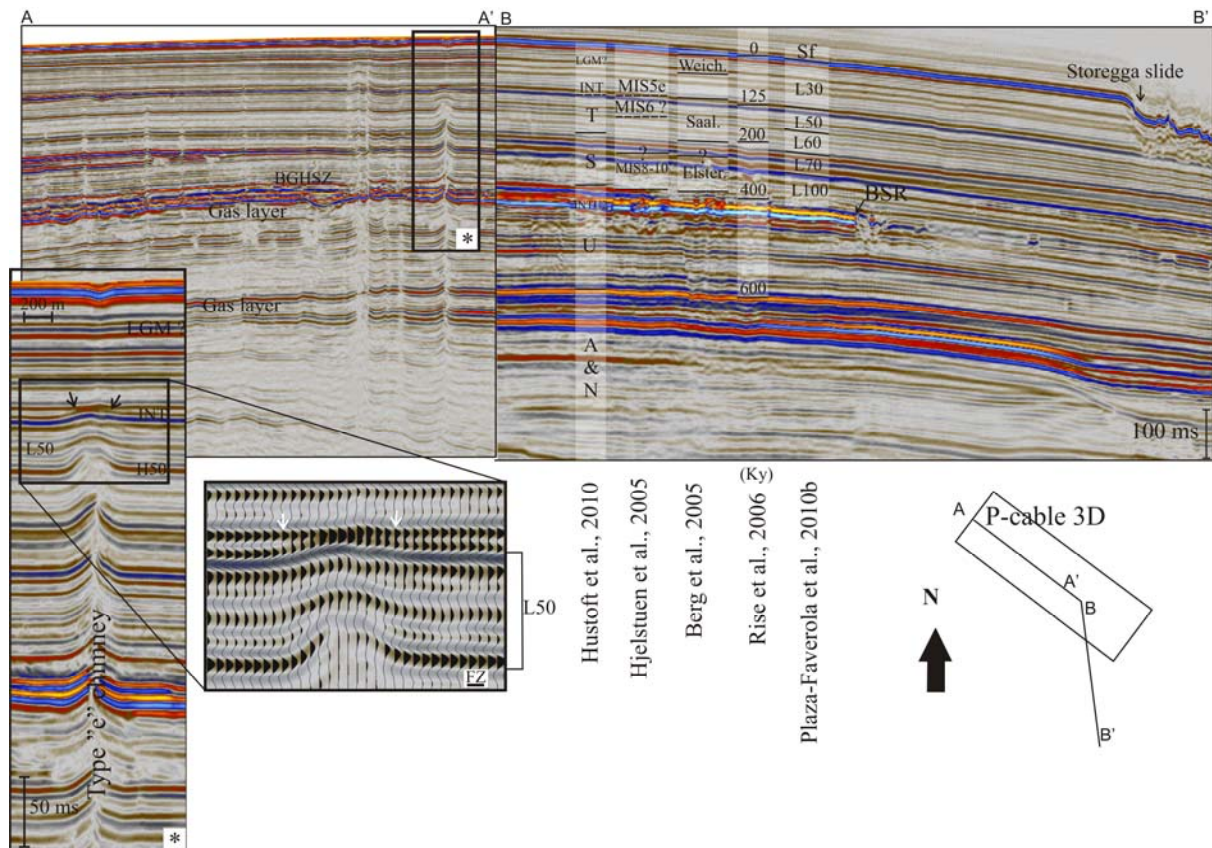 A
A'
B
B'
BGHSZ
Gas layer
Gas layer
*
LGM?
INT
T
S
INT?
U
A
&
N
MIS5e
MIS6 ?
?
MIS8-10
Weich.
Saal.
?
Elster.
0
125
200
400
600
Sf
L30
L50
L60
L70
L100
Storegga slide
BSR
100 ms
200 m
LGM ?
INT
L50
H50
Type "e" chimney
50 ms
*
L50
FZ
(Ky)
Hustoft et al., 2010
Hjelstuen et al., 2005
Berg et al., 2005
Rise et al., 2006
Plaza-Faverola et al., 2010b
P-cable 3D
A
A'
B
B'
N